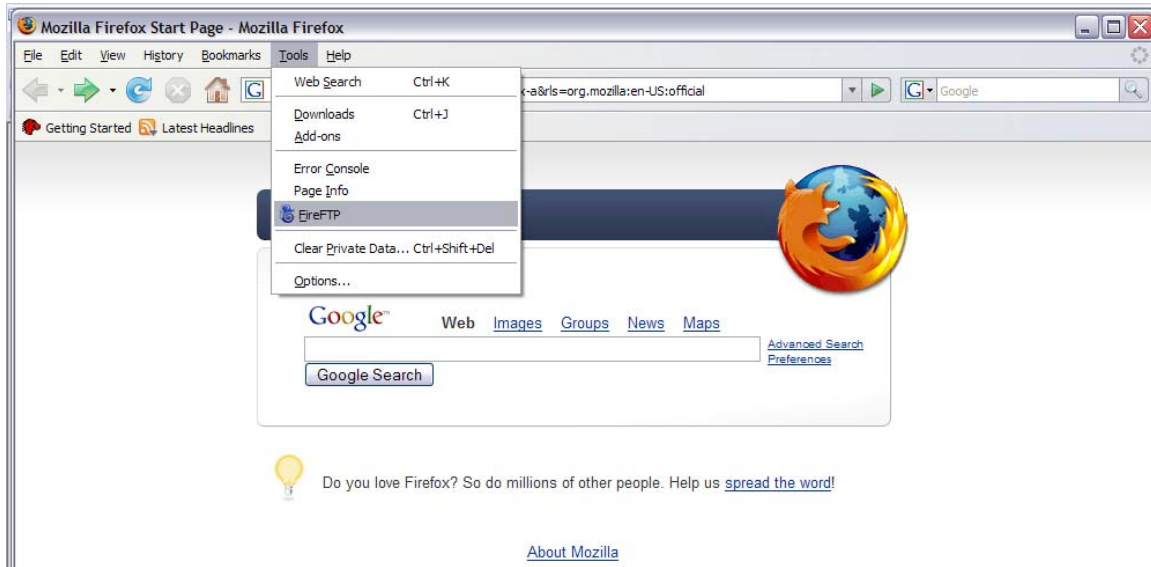 Mozilla Firefox Start Page - Mozilla Firefox
File Edit View History Bookmarks Tools Help
Web Search Ctrl+K
x-a&rls=org.mozilla:en-US:official
G Google
Getting Started Latest Headlines
Downloads Ctrl+J
Add-ons
Error Console
Page Info
FireFTP
Clear Private Data... Ctrl+Shift+Del
Options...
Google™ Web Images Groups News Maps
Advanced Search
Preferences
Google Search
Do you love Firefox? So do millions of other people. Help us spread the word!
About Mozilla